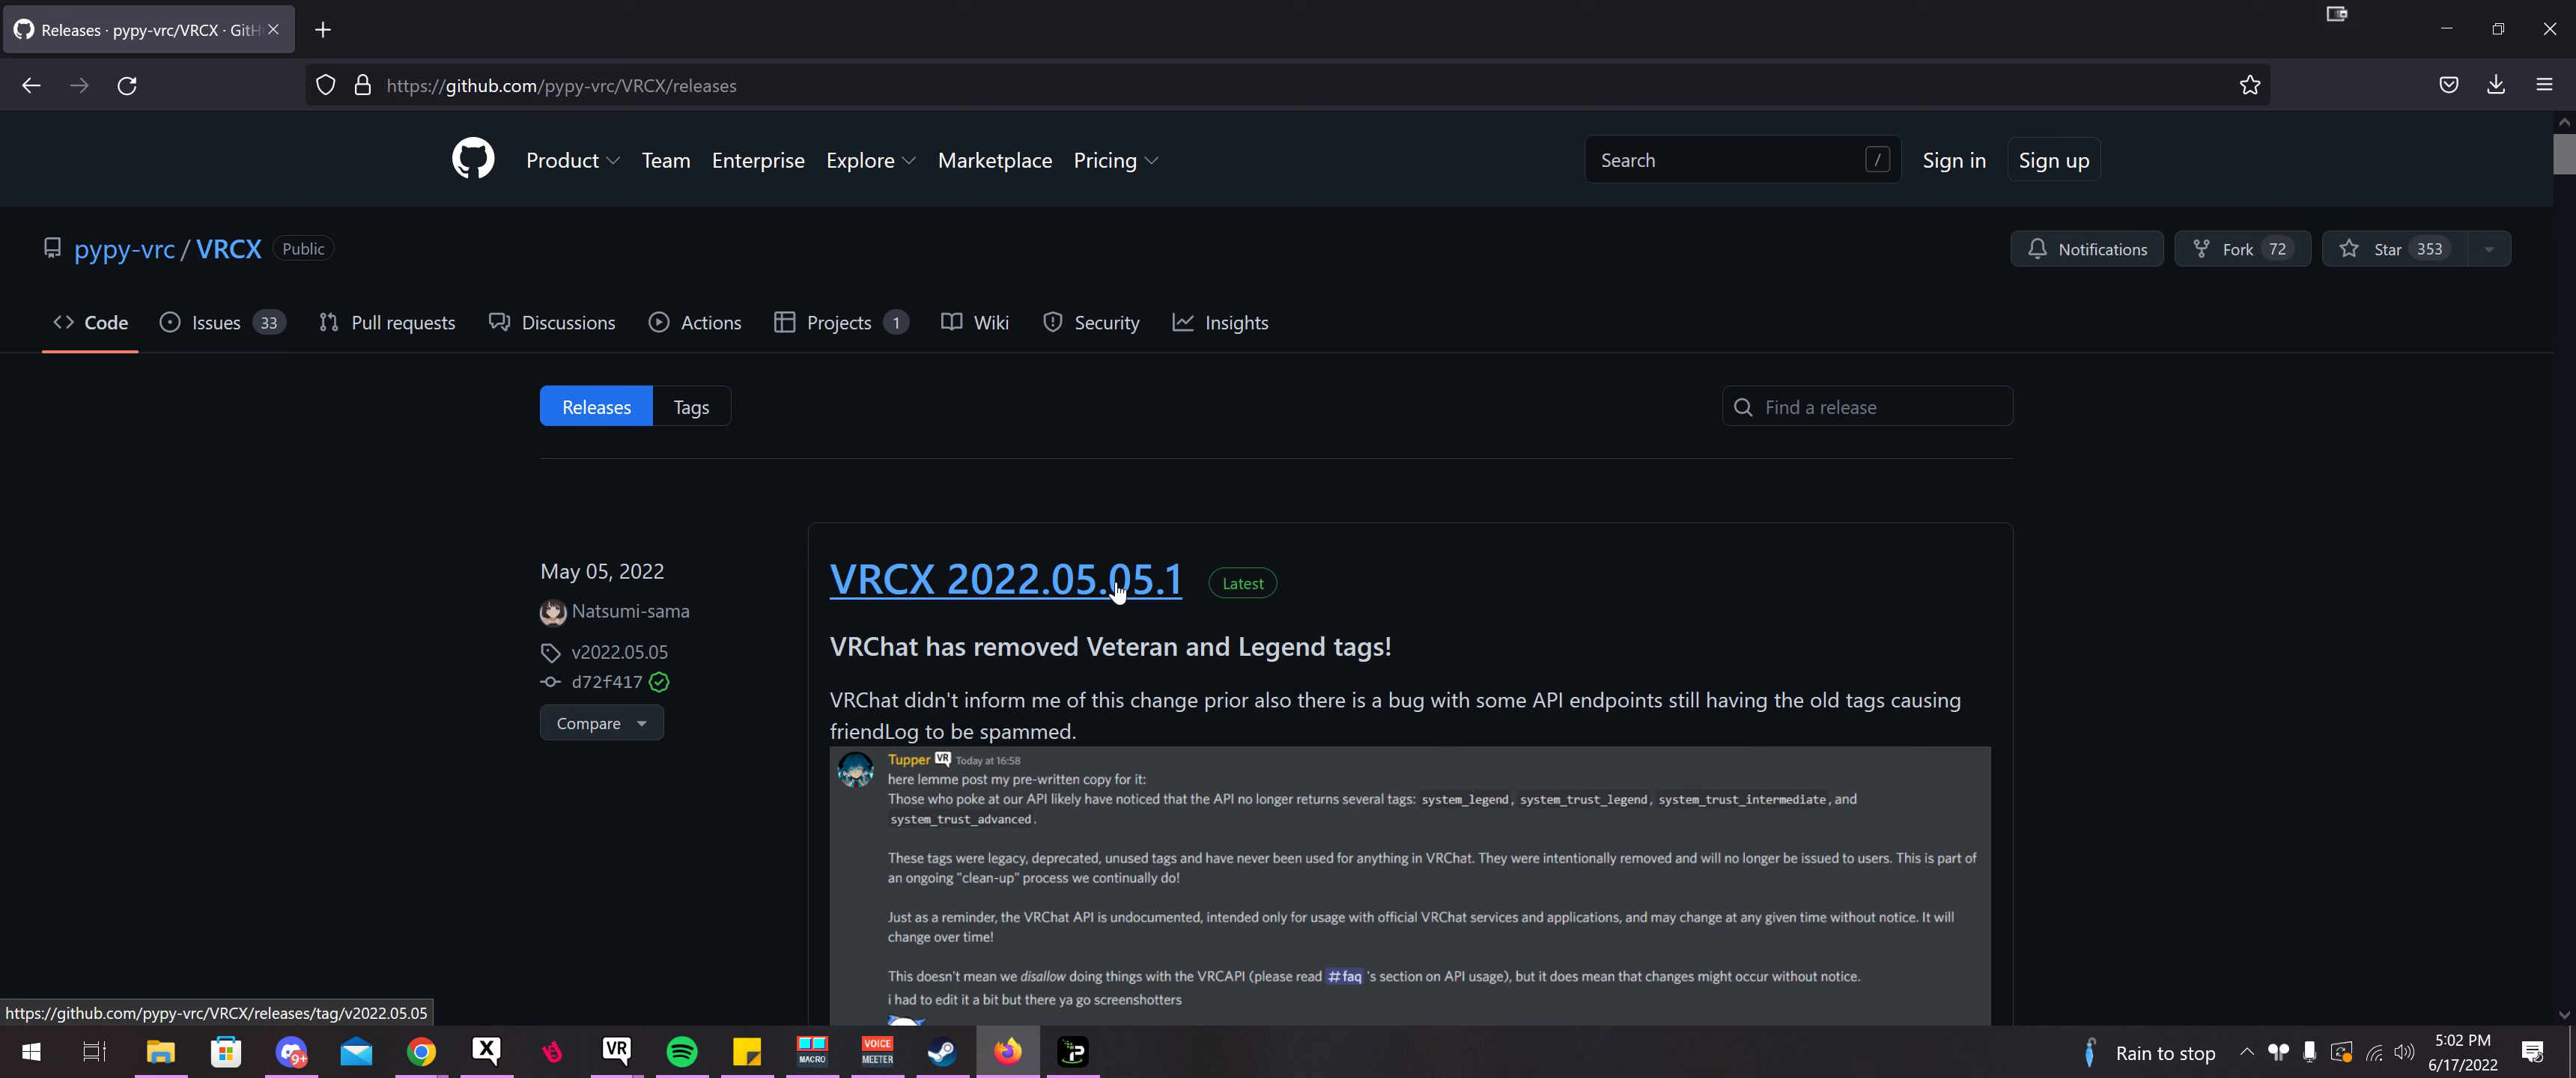 Releases · pypy-vrc/VRCX · GitH
https://github.com/pypy-vrc/VRCX/releases
Product Team Enterprise Explore Marketplace Pricing
Search / Sign in Sign up
pypy-vrc / VRCX Public
Notifications Fork 72 Star 353
Code Issues 33 Pull requests Discussions Actions Projects 1 Wiki Security Insights
Releases Tags
Find a release
May 05, 2022
Natsumi-sama
v2022.05.05
d72f417
Compare
VRCX 2022.05.05.1 Latest
VRChat has removed Veteran and Legend tags!
VRChat didn't inform me of this change prior also there is a bug with some API endpoints still having the old tags causing
friendLog to be spammed.
Tupper VR Today at 16:58
here lemme post my pre-written copy for it:
Those who poke at our API likely have noticed that the API no longer returns several tags: system_legend, system_trust_legend, system_trust_intermediate, and
system_trust_advanced.
These tags were legacy, deprecated, unused tags and have never been used for anything in VRChat. They were intentionally removed and will no longer be issued to users. This is part of
an ongoing "clean-up" process we continually do!
Just as a reminder, the VRChat API is undocumented, intended only for usage with official VRChat services and applications, and may change at any given time without notice. It will
change over time!
This doesn't mean we disallow doing things with the VRCAPI (please read #faq 's section on API usage), but it does mean that changes might occur without notice.
i had to edit it a bit but there ya go screenshotters
https://github.com/pypy-vrc/VRCX/releases/tag/v2022.05.05
9+
X
VR
MACRO
VOICE
MEETER
Rain to stop
5:02 PM
6/17/2022